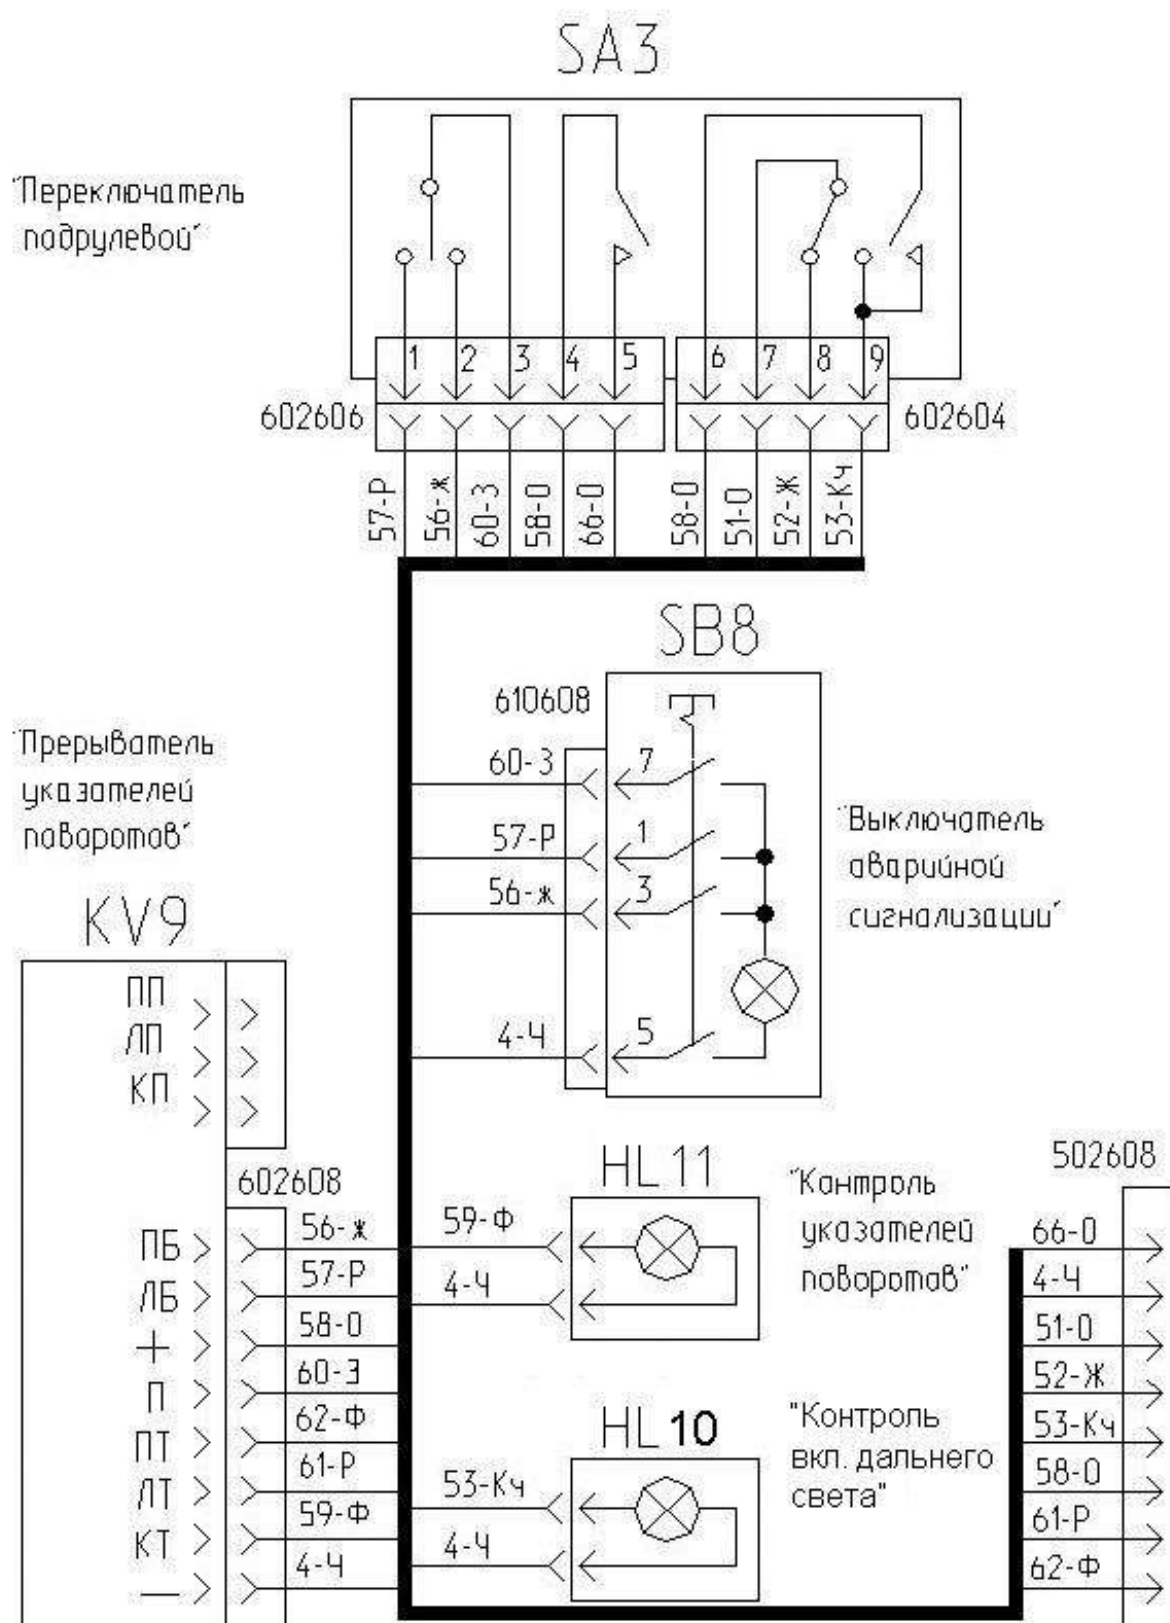 SA3
"Переключатель
падрулевой"
1 2 3 4 5 6 7 8 9
602606
602604
57-Р
56-ж
60-З
58-О
66-О
58-О
51-О
52-Ж
53-Кч
SB8
610608
60-З
7
57-Р
1
56-ж
3
4-Ч
5
"Выключатель
аварийной
сигнализации"
"Прерыватель
указателей
паваротав"
KV9
ПП
ЛП
КП
602608
ПБ
56-ж
ЛБ
57-Р
+
58-О
П
60-З
ПТ
62-Ф
ЛТ
61-Р
КТ
59-Ф
—
4-Ч
HL11
59-Ф
4-Ч
"Кантроль
указателей
поворотав"
HL10
53-Кч
4-Ч
"Контроль
вкл. дальнего
света"
502608
66-О
4-Ч
51-О
52-Ж
53-Кч
58-О
61-Р
62-Ф